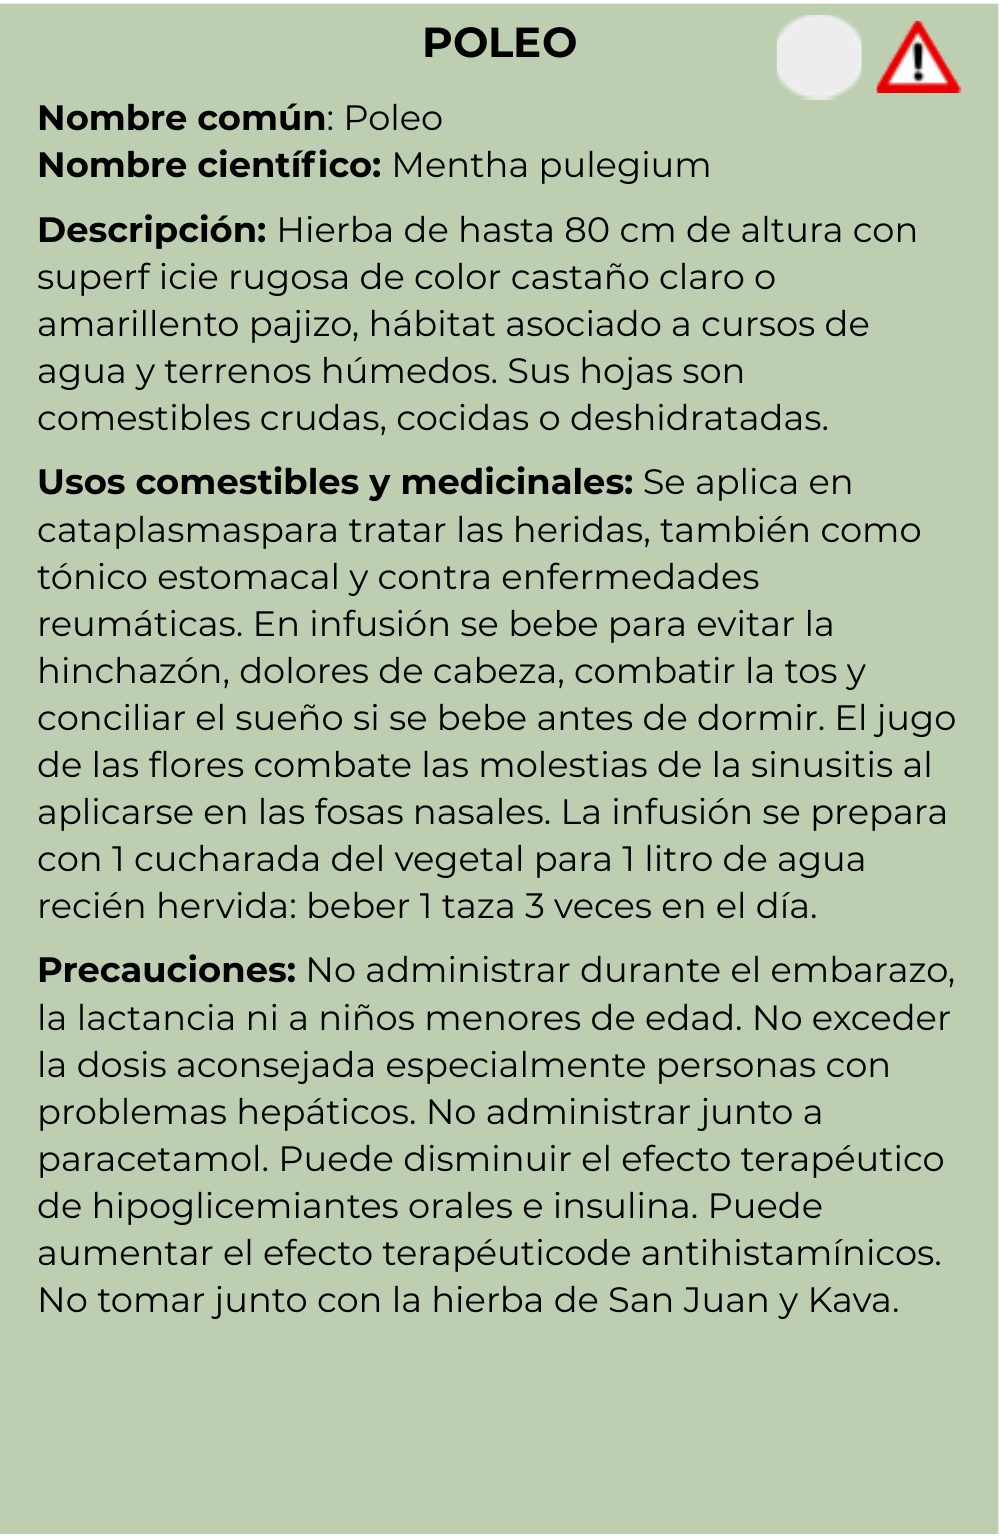 POLEO
Nombre común: Poleo
Nombre científico: Mentha pulegium
Descripción: Hierba de hasta 80 cm de altura con
superf icie rugosa de color castaño claro o
amarillento pajizo, hábitat asociado a cursos de
agua y terrenos húmedos. Sus hojas son
comestibles crudas, cocidas o deshidratadas.
Usos comestibles y medicinales: Se aplica en
cataplasmaspara tratar las heridas, también como
tónico estomacal y contra enfermedades
reumáticas. En infusión se bebe para evitar la
hinchazón, dolores de cabeza, combatir la tos y
conciliar el sueño si se bebe antes de dormir. El jugo
de las flores combate las molestias de la sinusitis al
aplicarse en las fosas nasales. La infusión se prepara
con 1 cucharada del vegetal para 1 litro de agua
recién hervida: beber 1 taza 3 veces en el día.
Precauciones: No administrar durante el embarazo,
la lactancia ni a niños menores de edad. No exceder
la dosis aconsejada especialmente personas con
problemas hepáticos. No administrar junto a
paracetamol. Puede disminuir el efecto terapéutico
de hipoglicemiantes orales e insulina. Puede
aumentar el efecto terapéuticode antihistamínicos.
No tomar junto con la hierba de San Juan y Kava.